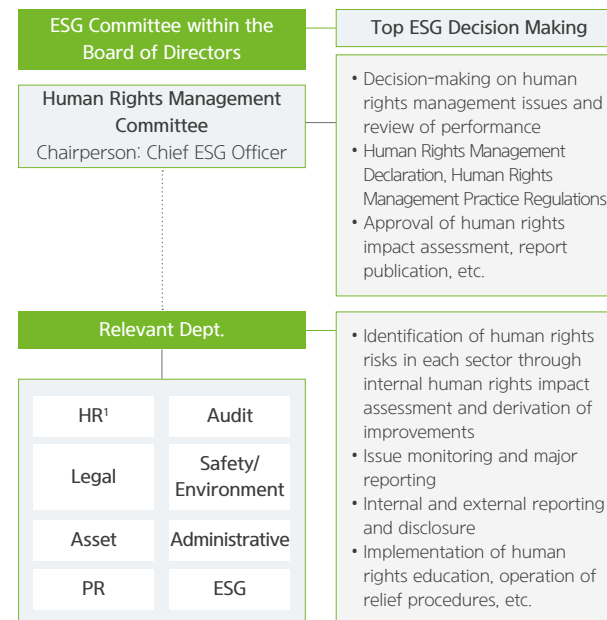 ESG Committee within the
Board of Directors
Top ESG Decision Making
Human Rights Management
Committee
Chairperson: Chief ESG Officer
• Decision-making on human
rights management issues and
review of performance
• Human Rights Management
Declaration, Human Rights
Management Practice Regulations
• Approval of human rights
impact assessment, report
publication, etc.
Relevant Dept.
HR¹
Audit
Legal
Safety/
Environment
Asset
Administrative
PR
ESG
• Identification of human rights
risks in each sector through
internal human rights impact
assessment and derivation of
improvements
• Issue monitoring and major
reporting
• Internal and external reporting
and disclosure
• Implementation of human
rights education, operation of
relief procedures, etc.